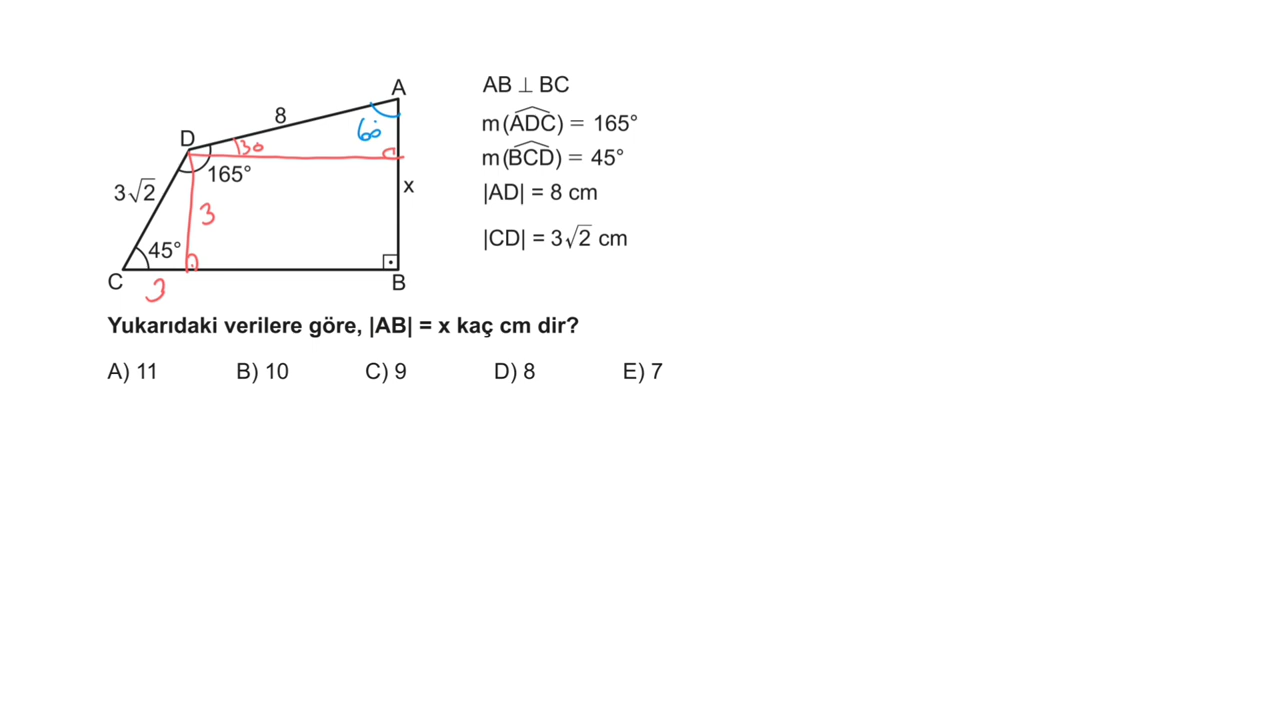 A
8
60°
D
30
165°
3√2
x
3
45°
C
B
3
AB ⊥ BC
m(ADC) = 165°
m(BCD) = 45°
|AD| = 8 cm
|CD| = 3√2 cm
Yukarıdaki verilere göre, |AB| = x kaç cm dir?
A) 11 B) 10 C) 9 D) 8 E) 7